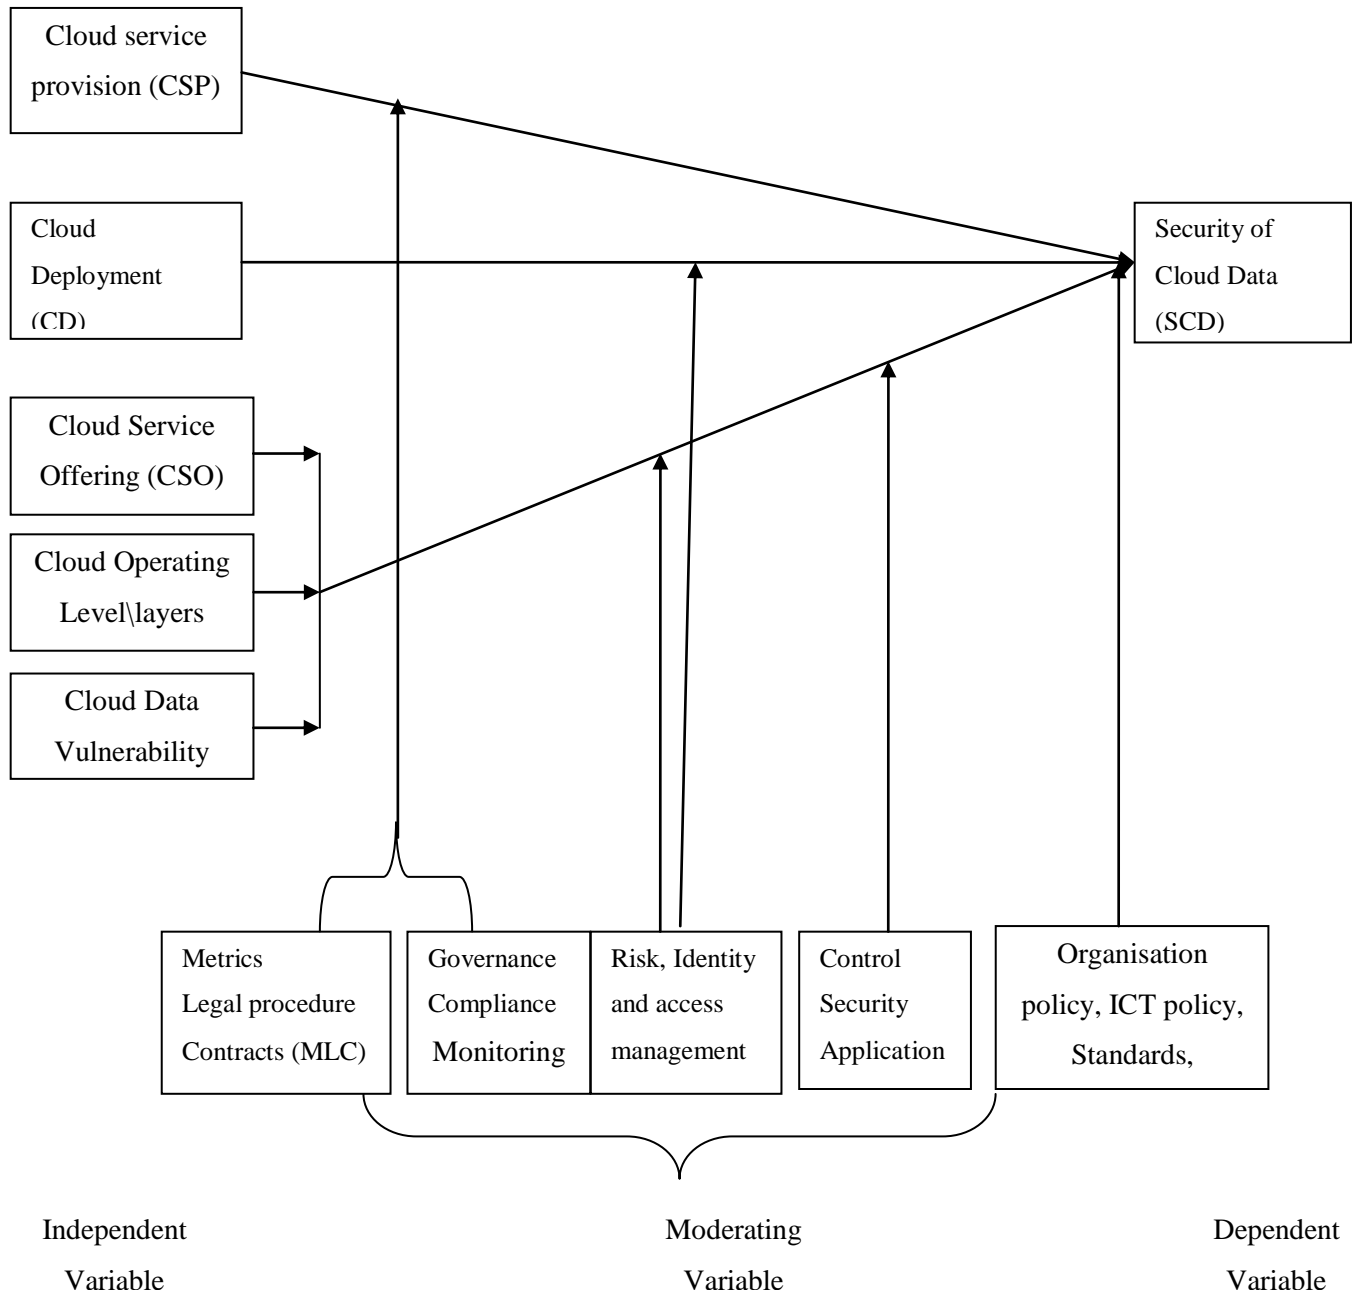 Cloud service
provision (CSP)
Cloud
Deployment
(CD)
Security of
Cloud Data
(SCD)
Cloud Service
Offering (CSO)
Cloud Operating
Level\layers
Cloud Data
Vulnerability
Metrics
Legal procedure
Contracts (MLC)
Governance
Compliance
Monitoring
Risk, Identity
and access
management
Control
Security
Application
Organisation
policy, ICT policy,
Standards,
Independent
Variable
Moderating
Variable
Dependent
Variable